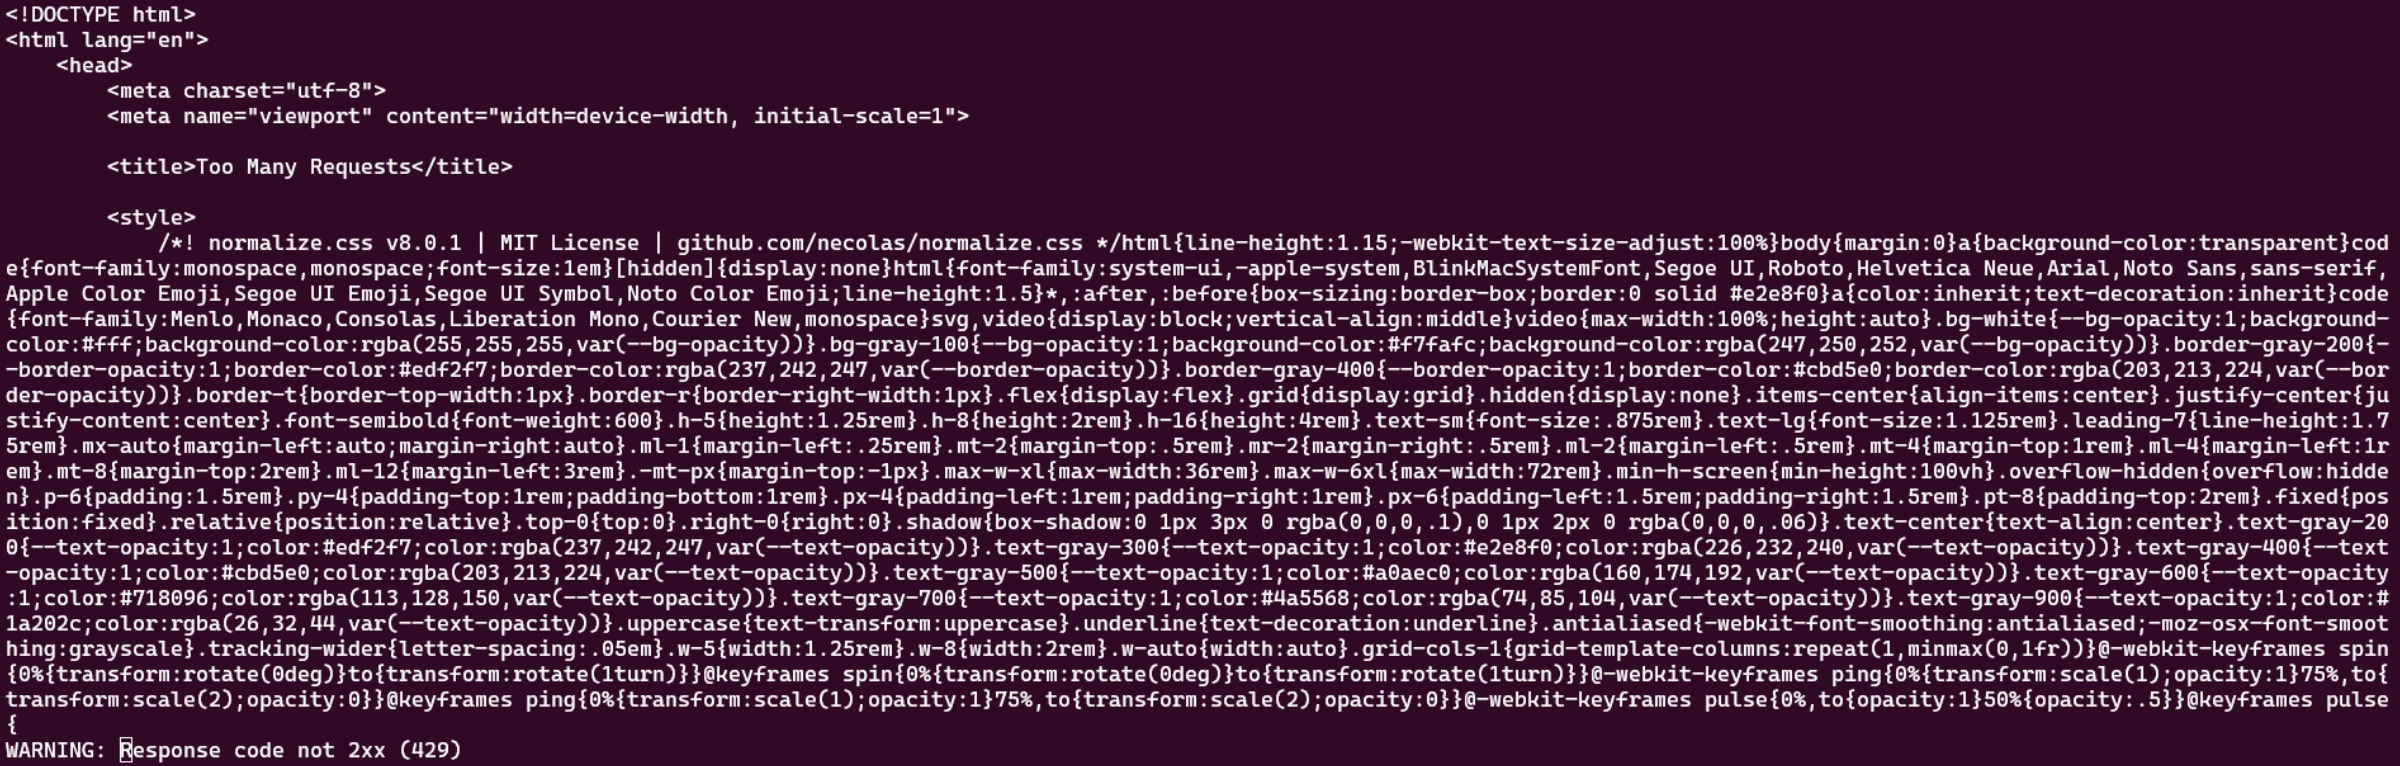 <!DOCTYPE html>
<html lang="en">
    <head>
        <meta charset="utf-8">
        <meta name="viewport" content="width=device-width, initial-scale=1">

        <title>Too Many Requests</title>

        <style>
            /*! normalize.css v8.0.1 | MIT License | github.com/necolas/normalize.css */html{line-height:1.15;-webkit-text-size-adjust:100%}body{margin:0}a{background-color:transparent}cod
e{font-family:monospace,monospace;font-size:1em}[hidden]{display:none}html{font-family:system-ui,-apple-system,BlinkMacSystemFont,Segoe UI,Roboto,Helvetica Neue,Arial,Noto Sans,sans-serif,
Apple Color Emoji,Segoe UI Emoji,Segoe UI Symbol,Noto Color Emoji;line-height:1.5}*,:after,:before{box-sizing:border-box;border:0 solid #e2e8f0}a{color:inherit;text-decoration:inherit}code
{font-family:Menlo,Monaco,Consolas,Liberation Mono,Courier New,monospace}svg,video{display:block;vertical-align:middle}video{max-width:100%;height:auto}.bg-white{--bg-opacity:1;background-
color:#fff;background-color:rgba(255,255,255,var(--bg-opacity))}.bg-gray-100{--bg-opacity:1;background-color:#f7fafc;background-color:rgba(247,250,252,var(--bg-opacity))}.border-gray-200{-
-border-opacity:1;border-color:#edf2f7;border-color:rgba(237,242,247,var(--border-opacity))}.border-gray-400{--border-opacity:1;border-color:#cbd5e0;border-color:rgba(203,213,224,var(--bor
der-opacity))}.border-t{border-top-width:1px}.border-r{border-right-width:1px}.flex{display:flex}.grid{display:grid}.hidden{display:none}.items-center{align-items:center}.justify-center{ju
stify-content:center}.font-semibold{font-weight:600}.h-5{height:1.25rem}.h-8{height:2rem}.h-16{height:4rem}.text-sm{font-size:.875rem}.text-lg{font-size:1.125rem}.leading-7{line-height:1.7
5rem}.mx-auto{margin-left:auto;margin-right:auto}.ml-1{margin-left:.25rem}.mt-2{margin-top:.5rem}.mr-2{margin-right:.5rem}.ml-2{margin-left:.5rem}.mt-4{margin-top:1rem}.ml-4{margin-left:1r
em}.mt-8{margin-top:2rem}.ml-12{margin-left:3rem}.-mt-px{margin-top:-1px}.max-w-xl{max-width:36rem}.max-w-6xl{max-width:72rem}.min-h-screen{min-height:100vh}.overflow-hidden{overflow:hidde
n}.p-6{padding:1.5rem}.py-4{padding-top:1rem;padding-bottom:1rem}.px-4{padding-left:1rem;padding-right:1rem}.px-6{padding-left:1.5rem;padding-right:1.5rem}.pt-8{padding-top:2rem}.fixed{pos
ition:fixed}.relative{position:relative}.top-0{top:0}.right-0{right:0}.shadow{box-shadow:0 1px 3px 0 rgba(0,0,0,.1),0 1px 2px 0 rgba(0,0,0,.06)}.text-center{text-align:center}.text-gray-20
0{--text-opacity:1;color:#edf2f7;color:rgba(237,242,247,var(--text-opacity))}.text-gray-300{--text-opacity:1;color:#e2e8f0;color:rgba(226,232,240,var(--text-opacity))}.text-gray-400{--text
-opacity:1;color:#cbd5e0;color:rgba(203,213,224,var(--text-opacity))}.text-gray-500{--text-opacity:1;color:#a0aec0;color:rgba(160,174,192,var(--text-opacity))}.text-gray-600{--text-opacity
:1;color:#718096;color:rgba(113,128,150,var(--text-opacity))}.text-gray-700{--text-opacity:1;color:#4a5568;color:rgba(74,85,104,var(--text-opacity))}.text-gray-900{--text-opacity:1;color:#
1a202c;color:rgba(26,32,44,var(--text-opacity))}.uppercase{text-transform:uppercase}.underline{text-decoration:underline}.antialiased{-webkit-font-smoothing:antialiased;-moz-osx-font-smoot
hing:grayscale}.tracking-wider{letter-spacing:.05em}.w-5{width:1.25rem}.w-8{width:2rem}.w-auto{width:auto}.grid-cols-1{grid-template-columns:repeat(1,minmax(0,1fr))}@-webkit-keyframes spin
{0%{transform:rotate(0deg)}to{transform:rotate(1turn)}}@keyframes spin{0%{transform:rotate(0deg)}to{transform:rotate(1turn)}}@-webkit-keyframes ping{0%{transform:scale(1);opacity:1}75%,to{
transform:scale(2);opacity:0}}@keyframes ping{0%{transform:scale(1);opacity:1}75%,to{transform:scale(2);opacity:0}}@-webkit-keyframes pulse{0%,to{opacity:1}50%{opacity:.5}}@keyframes pulse
{
WARNING: Response code not 2xx (429)